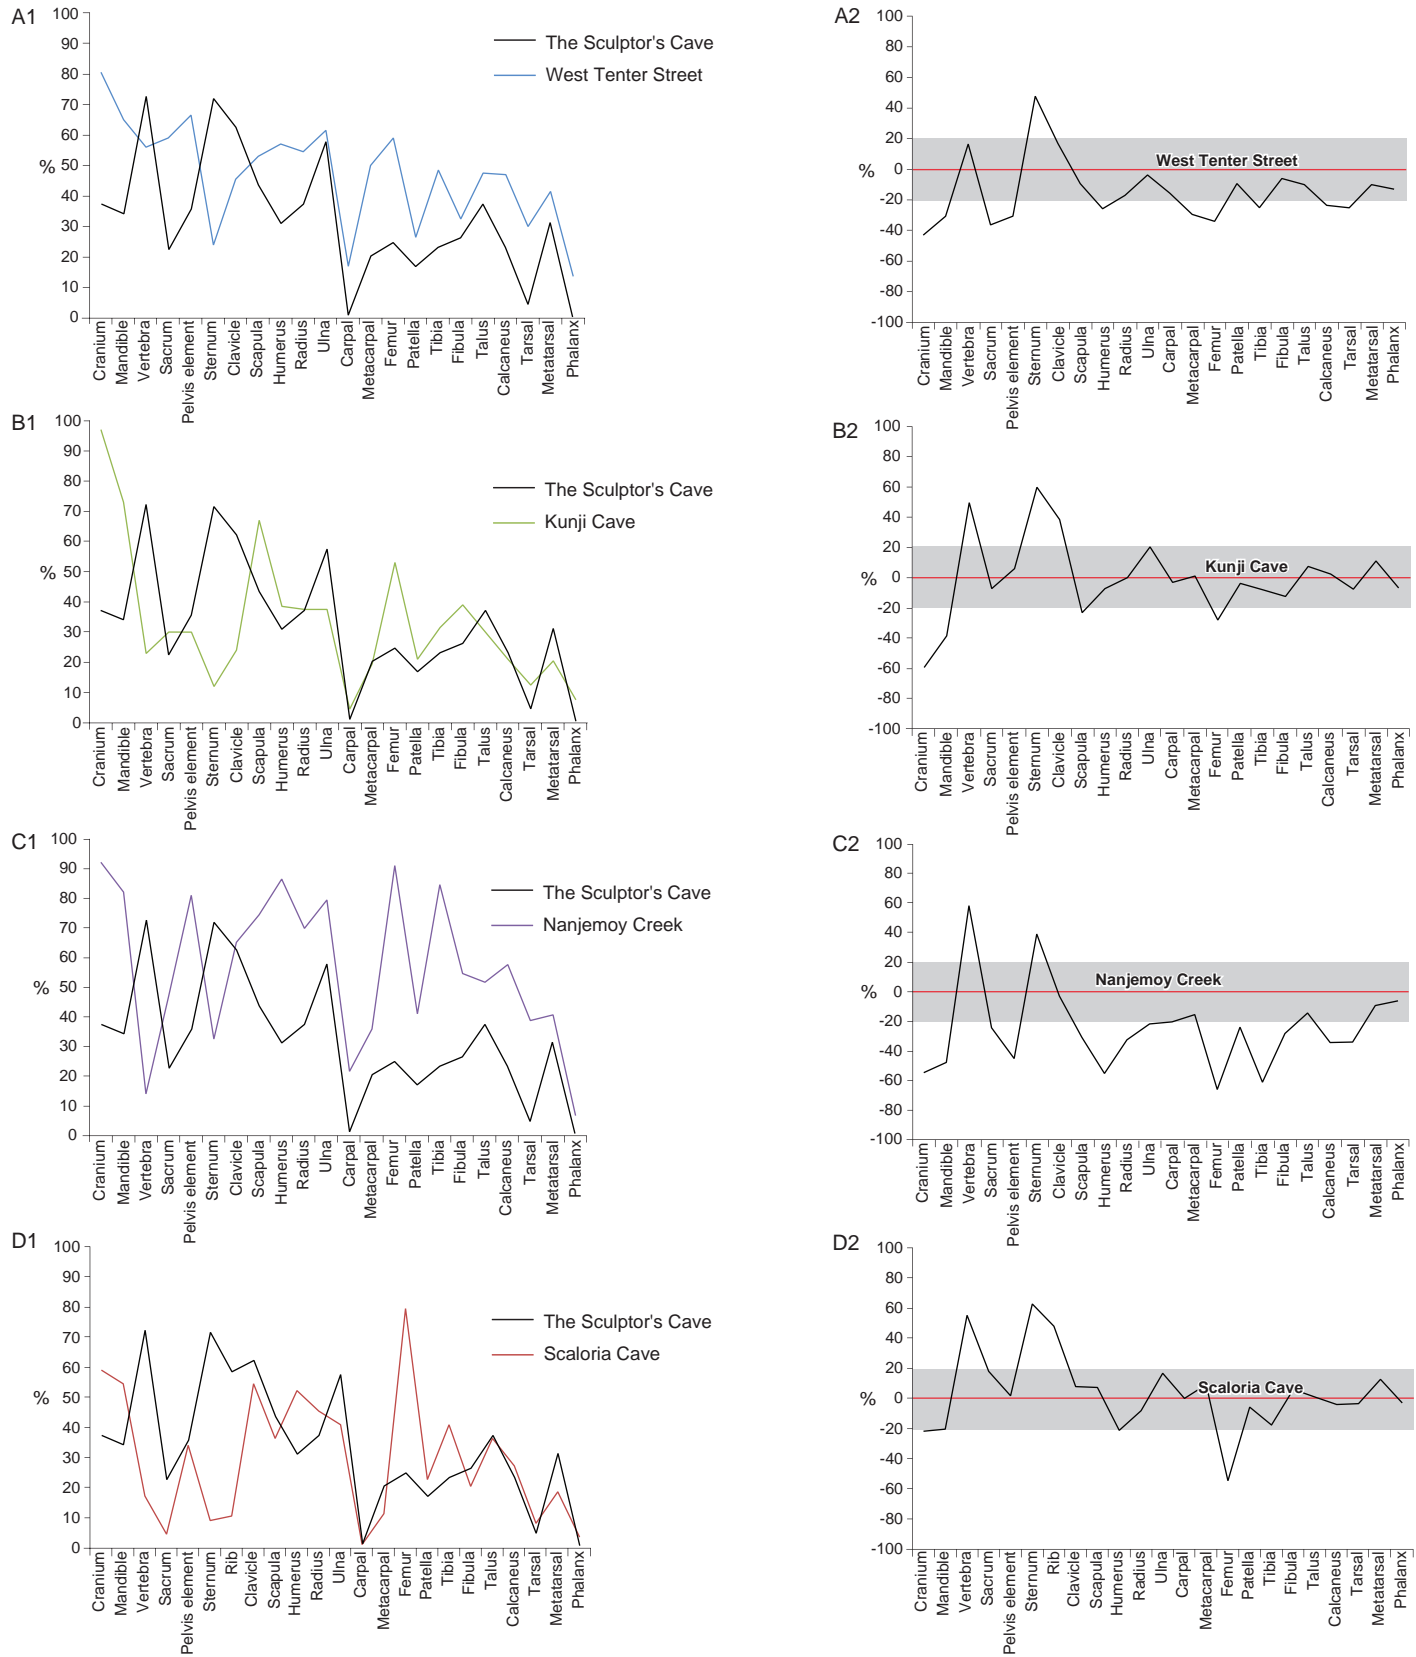 A1
100
90
80
70
60
50
40
30
20
10
0
%
The Sculptor's Cave
West Tenter Street
Cranium
Mandible
Vertebra
Sacrum
Pelvis element
Sternum
Clavicle
Scapula
Humerus
Radius
Ulna
Carpal
Metacarpal
Femur
Patella
Tibia
Fibula
Talus
Calcaneus
Tarsal
Metatarsal
Phalanx
A2
100
80
60
40
20
0
-20
-40
-60
-80
-100
%
West Tenter Street
Cranium
Mandible
Vertebra
Sacrum
Pelvis element
Sternum
Clavicle
Scapula
Humerus
Radius
Ulna
Carpal
Metacarpal
Femur
Patella
Tibia
Fibula
Talus
Calcaneus
Tarsal
Metatarsal
Phalanx
B1
100
90
80
70
60
50
40
30
20
10
0
%
The Sculptor's Cave
Kunji Cave
Cranium
Mandible
Vertebra
Sacrum
Pelvis element
Sternum
Clavicle
Scapula
Humerus
Radius
Ulna
Carpal
Metacarpal
Femur
Patella
Tibia
Fibula
Talus
Calcaneus
Tarsal
Metatarsal
Phalanx
B2
100
80
60
40
20
0
-20
-40
-60
-80
-100
%
Kunji Cave
Cranium
Mandible
Vertebra
Sacrum
Pelvis element
Sternum
Clavicle
Scapula
Humerus
Radius
Ulna
Carpal
Metacarpal
Femur
Patella
Tibia
Fibula
Talus
Calcaneus
Tarsal
Metatarsal
Phalanx
C1
100
90
80
70
60
50
40
30
20
10
0
%
The Sculptor's Cave
Nanjemoy Creek
Cranium
Mandible
Vertebra
Sacrum
Pelvis element
Sternum
Clavicle
Scapula
Humerus
Radius
Ulna
Carpal
Metacarpal
Femur
Patella
Tibia
Fibula
Talus
Calcaneus
Tarsal
Metatarsal
Phalanx
C2
100
80
60
40
20
0
-20
-40
-60
-80
-100
%
Nanjemoy Creek
Cranium
Mandible
Vertebra
Sacrum
Pelvis element
Sternum
Clavicle
Scapula
Humerus
Radius
Ulna
Carpal
Metacarpal
Femur
Patella
Tibia
Fibula
Talus
Calcaneus
Tarsal
Metatarsal
Phalanx
D1
100
90
80
70
60
50
40
30
20
10
0
%
The Sculptor's Cave
Scaloria Cave
Cranium
Mandible
Vertebra
Sacrum
Pelvis element
Sternum
Rib
Clavicle
Scapula
Humerus
Radius
Ulna
Carpal
Metacarpal
Femur
Patella
Tibia
Fibula
Talus
Calcaneus
Tarsal
Metatarsal
Phalanx
D2
100
80
60
40
20
0
-20
-40
-60
-80
-100
%
Scaloria Cave
Cranium
Mandible
Vertebra
Sacrum
Pelvis element
Sternum
Rib
Clavicle
Scapula
Humerus
Radius
Ulna
Carpal
Metacarpal
Femur
Patella
Tibia
Fibula
Talus
Calcaneus
Tarsal
Metatarsal
Phalanx